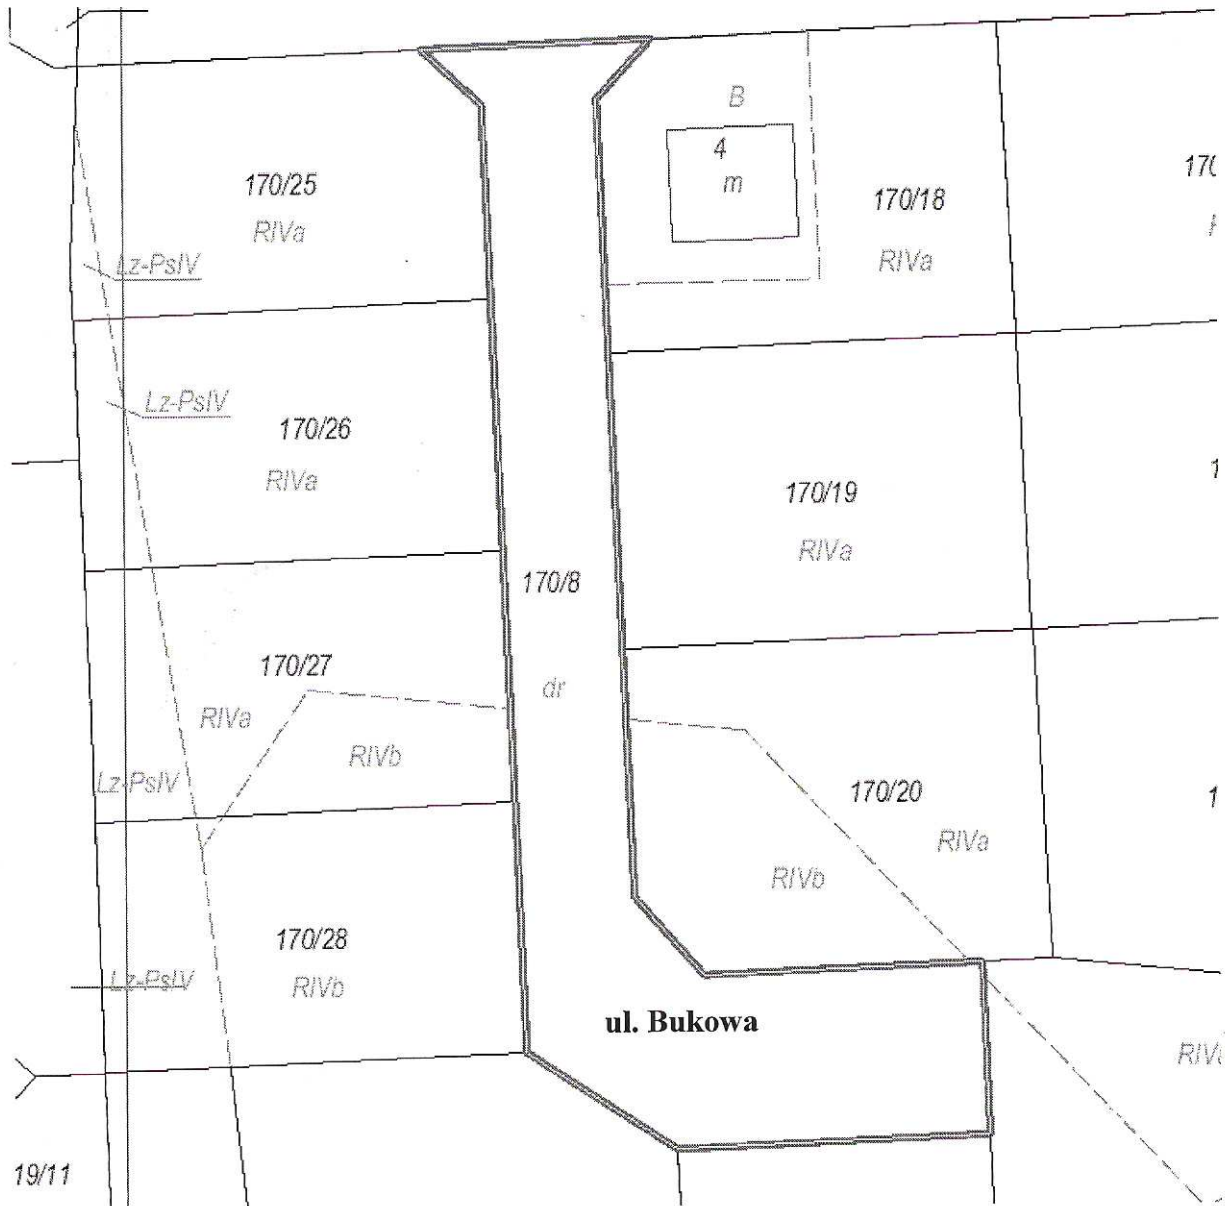 B
4
m
170/25
RIVa
170/18
RIVa
Lz-PsIV
Lz-PsIV
170/26
RIVa
170/19
RIVa
170/8
170/27
dr
RIVa
RIVb
Lz-PsIV
170/20
RIVa
RIVb
170/28
Lz-PsIV
RIVb
ul. Bukowa
19/11